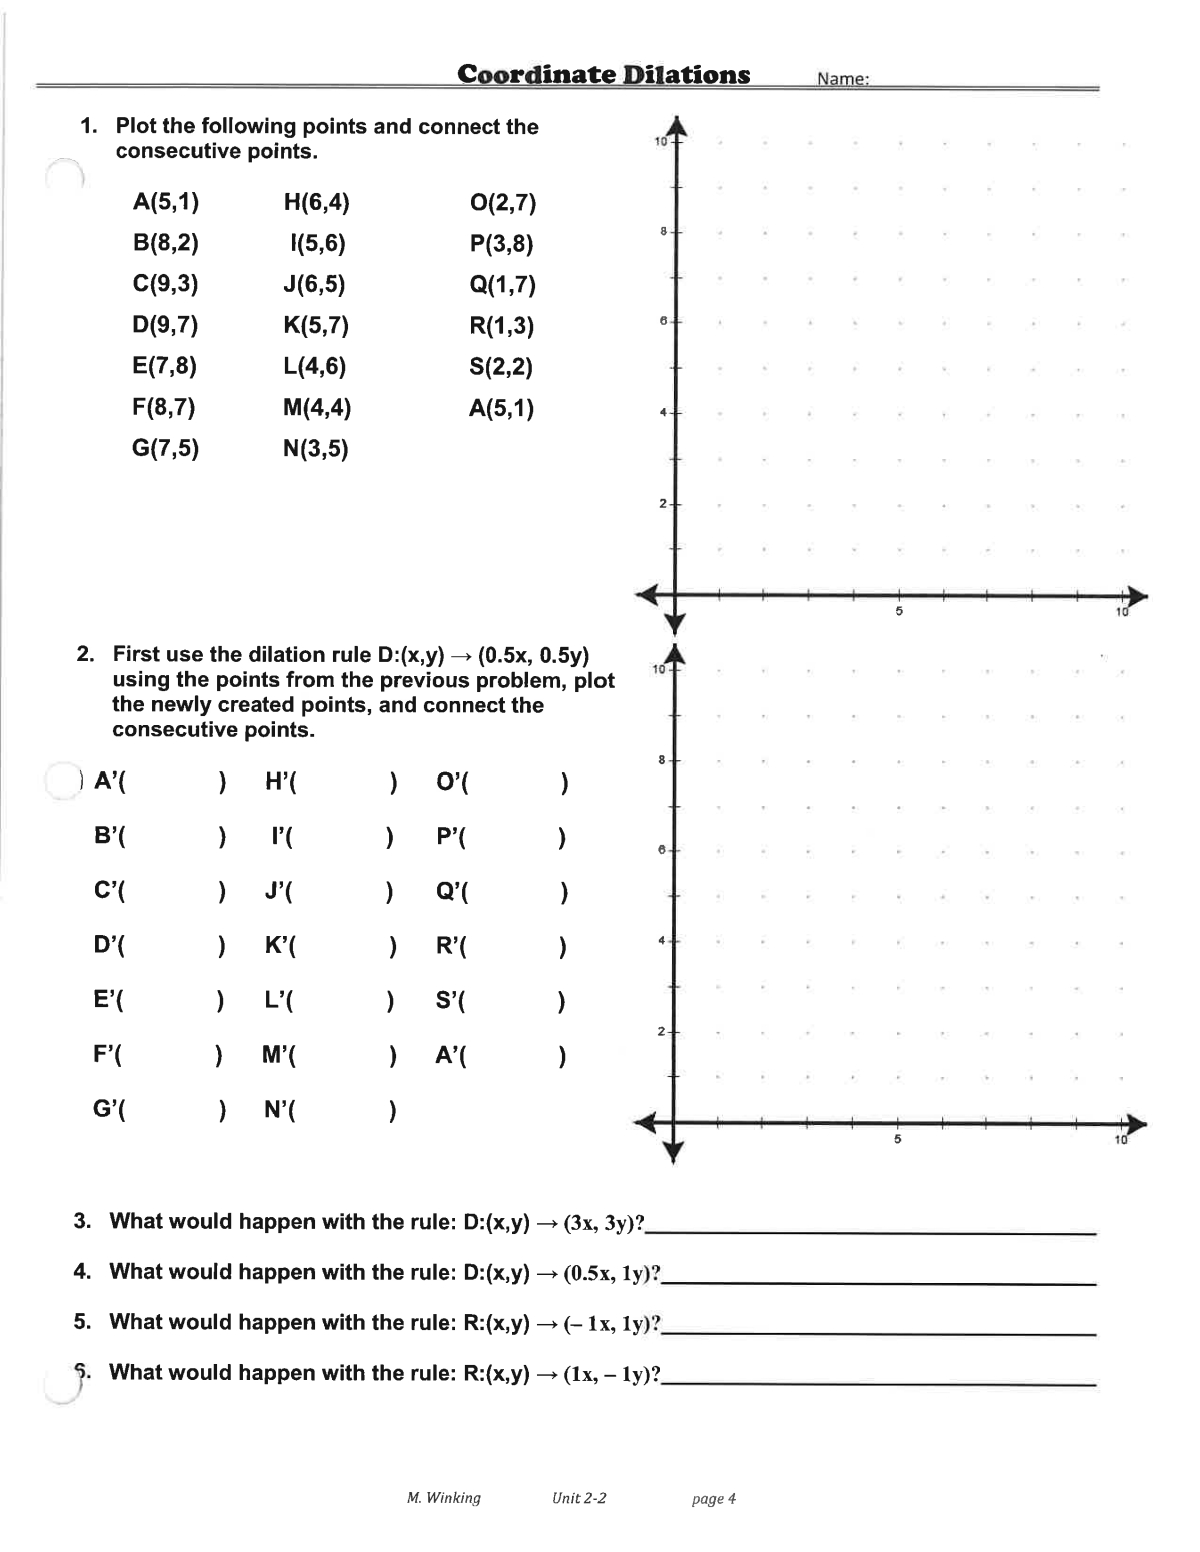 Coordinate Dilations Name:
1. Plot the following points and connect the
consecutive points.
A(5,1) H(6,4) O(2,7)
B(8,2) I(5,6) P(3,8)
C(9,3) J(6,5) Q(1,7)
D(9,7) K(5,7) R(1,3)
E(7,8) L(4,6) S(2,2)
F(8,7) M(4,4) A(5,1)
G(7,5) N(3,5)
10
8
6
4
2
5 10
2. First use the dilation rule D:(x,y) → (0.5x, 0.5y)
using the points from the previous problem, plot
the newly created points, and connect the
consecutive points.
A'( ) H'( ) O'( )
B'( ) I'( ) P'( )
C'( ) J'( ) Q'( )
D'( ) K'( ) R'( )
E'( ) L'( ) S'( )
F'( ) M'( ) A'( )
G'( ) N'( )
10
8
6
4
2
5 10
3. What would happen with the rule: D:(x,y) → (3x, 3y)?
4. What would happen with the rule: D:(x,y) → (0.5x, 1y)?
5. What would happen with the rule: R:(x,y) → (– 1x, 1y)?
6. What would happen with the rule: R:(x,y) → (1x, – 1y)?
M. Winking Unit 2-2 page 4